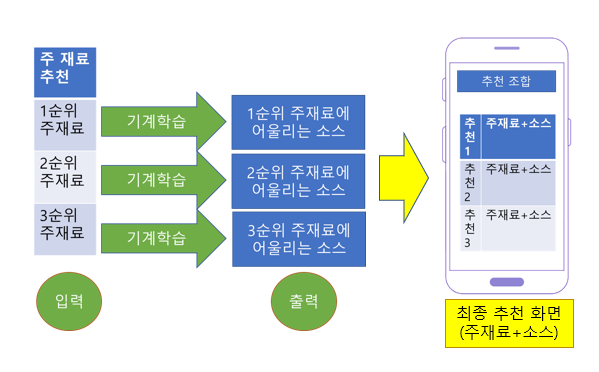 주 재료
추천
1순위
주재료
2순위
주재료
3순위
주재료
입력
기계학습
기계학습
기계학습
1순위 주재료에
어울리는 소스
2순위 주재료에
어울리는 소스
3순위 주재료에
어울리는 소스
출력
추천 조합
추
천
1
주재료+소스
추
천
2
주재료+소스
추
천
3
주재료+소스
최종 추천 화면
(주재료+소스)